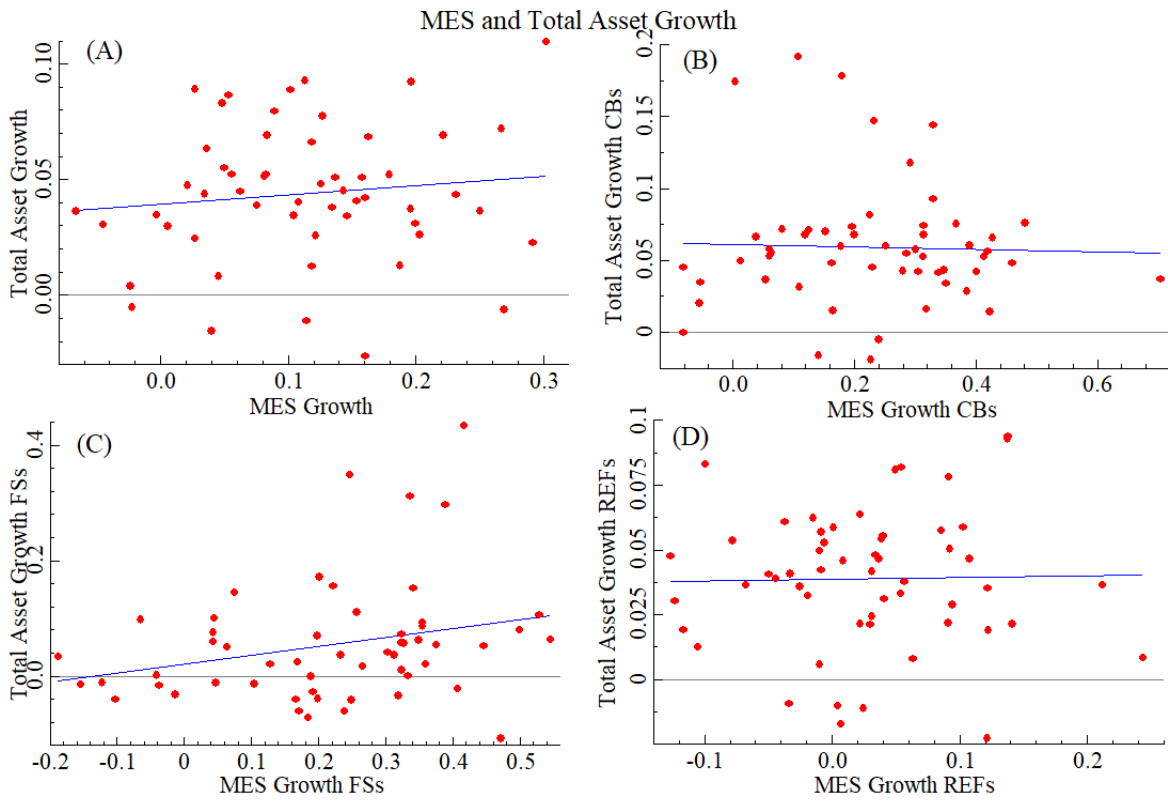 MES and Total Asset Growth
(A)
Total Asset Growth
0.10
0.05
0.00
0.0
0.1
0.2
0.3
MES Growth
(B)
Total Asset Growth CBs
0.2
0.15
0.1
0.05
0
0.0
0.2
0.4
0.6
MES Growth CBs
(C)
Total Asset Growth FSs
0.4
0.2
0.0
-0.2
-0.1
0
0.1
0.2
0.3
0.4
0.5
MES Growth FSs
(D)
Total Asset Growth REFs
0.1
0.075
0.05
0.025
0
-0.1
0.0
0.1
0.2
MES Growth REFs